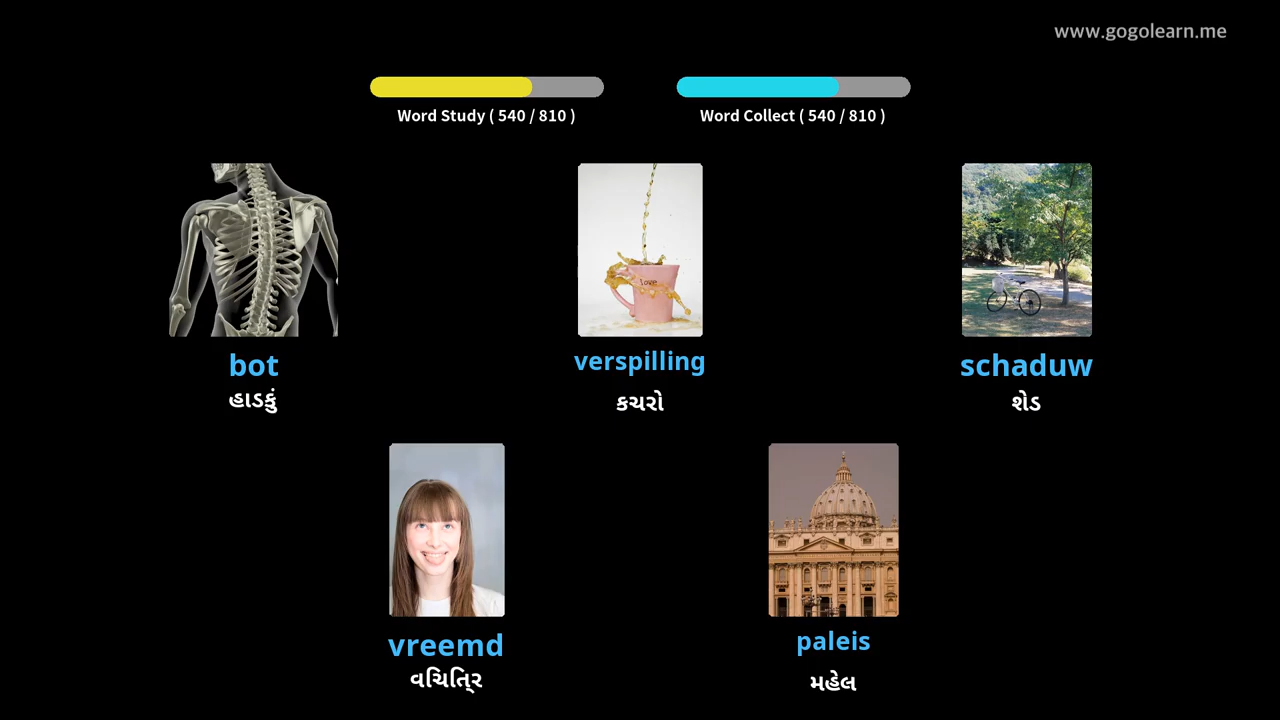 www.gogolearn.me
Word Study ( 540 / 810 )
Word Collect ( 540 / 810 )
bot
હાડકું
verspilling
કચરો
schaduw
શેડ
love
vreemd
વિચિત્ર
paleis
મહેલ